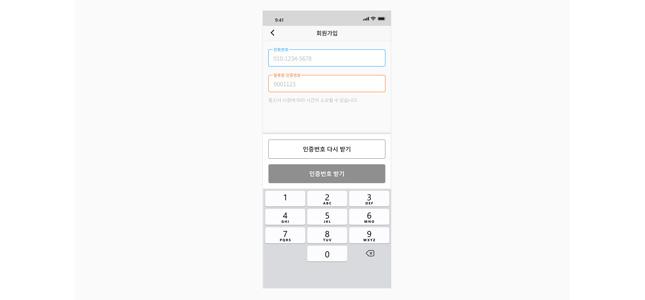 9:41
회원가입
전화번호
010-1234-5678
인증번호
0001123
통신사 사정에 따라 시간이 소요될 수 있습니다.
인증번호 다시 받기
인증번호 받기
1
2
ABC
3
DEF
4
GHI
5
JKL
6
MNO
7
PQRS
8
TUV
9
WXYZ
0